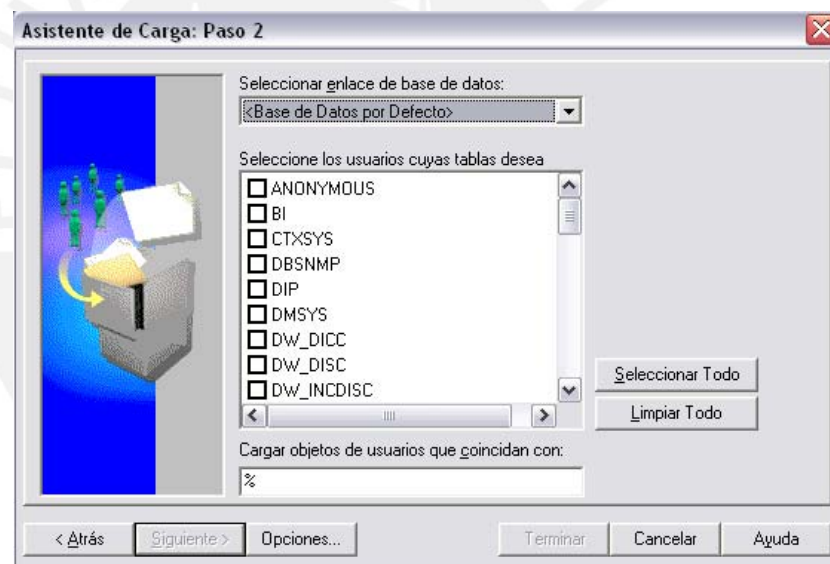 Asistente de Carga: Paso 2
Seleccionar enlace de base de datos:
<Base de Datos por Defecto>
Seleccione los usuarios cuyas tablas desea
ANONYMOUS
BI
CTXSYS
DBSNMP
DIP
DMSYS
DW_DICC
DW_DISC
DW_INCDISC
Seleccionar Todo
Limpiar Todo
Cargar objetos de usuarios que coincidan con:
%
< Atrás Siguiente > Opciones... Terminar Cancelar Ayuda